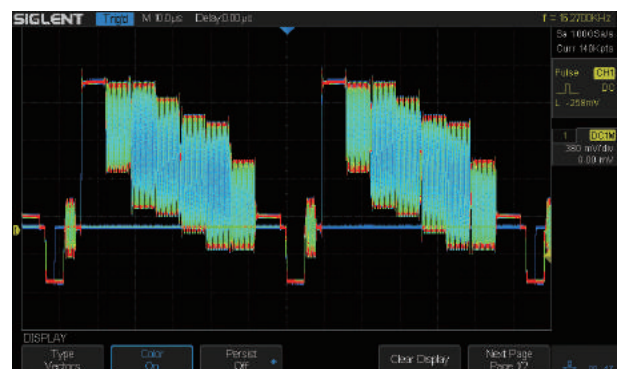 SIGLENT Trig'd M 10.0μs Delay:0.00μs f = 15.2700KHz
Sa 1.00GSa/s
Curr 140Kpts
Pulse CH1
DC
L -258mV
1 DC1M
380 mV/div
0.00 mV
DISPLAY
Type Color Persist Clear Display Next Page
Vectors On Off Page 1/2